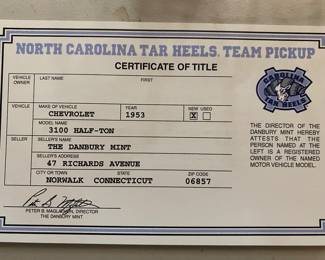 NORTH CAROLINA TAR HEELS. TEAM PICKUP
CERTIFICATE OF TITLE
VEHICLE OWNER LAST NAME FIRST
VEHICLE MAKE OF VEHICLE YEAR NEW USED
CHEVROLET 1953 X
MODEL NAME
3100 HALF-TON
SELLER SELLER'S NAME
THE DANBURY MINT
SELLER'S ADDRESS
47 RICHARDS AVENUE
CITY OR TOWN STATE ZIP CODE
NORWALK CONNECTICUT 06857
PETER B. MAGLATHLIN, DIRECTOR
THE DANBURY MINT
CAROLINA
TAR HEELS
THE DIRECTOR OF THE
DANBURY MINT HEREBY
ATTESTS THAT THE
PERSON NAMED AT THE
LEFT IS A REGISTERED
OWNER OF THE NAMED
MOTOR VEHICLE MODEL.